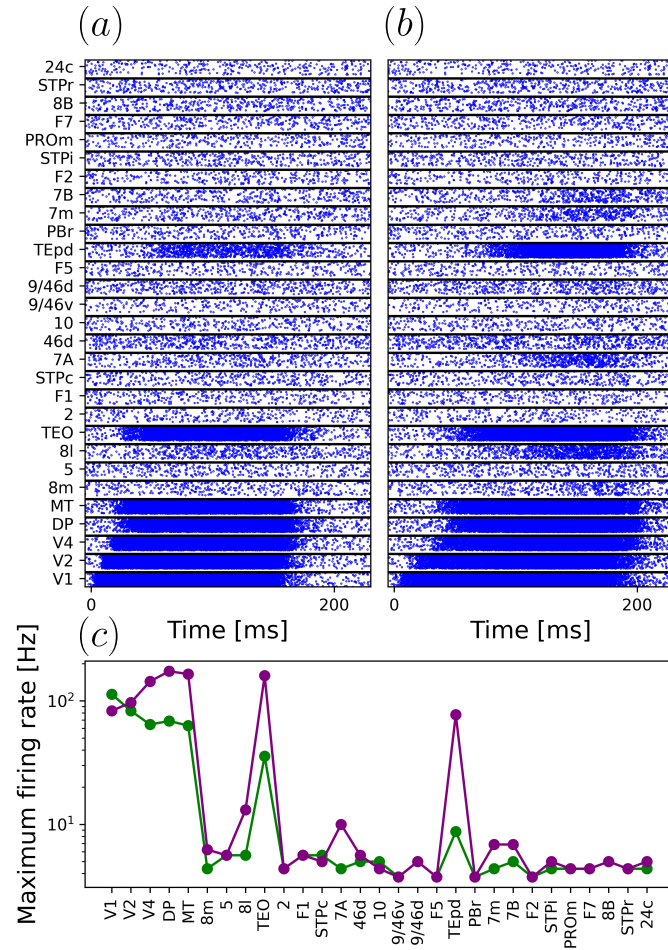 (a) (b)
24c
STPr
8B
F7
PROm
STPi
F2
7B
7m
PBr
TEpd
F5
9/46d
9/46v
10
46d
7A
STPc
F1
2
TEO
8l
5
8m
MT
DP
V4
V2
V1
0 200 0 200
Time [ms] Time [ms]
(c)
Maximum firing rate [Hz]
10²
10¹
V1 V2 V4 DP MT 8m 5 8l TEO 2 F1 STPc 7A 46d 10 9/46v 9/46d F5 TEpd PBr 7m 7B F2 STPi PROm F7 8B STPr 24c